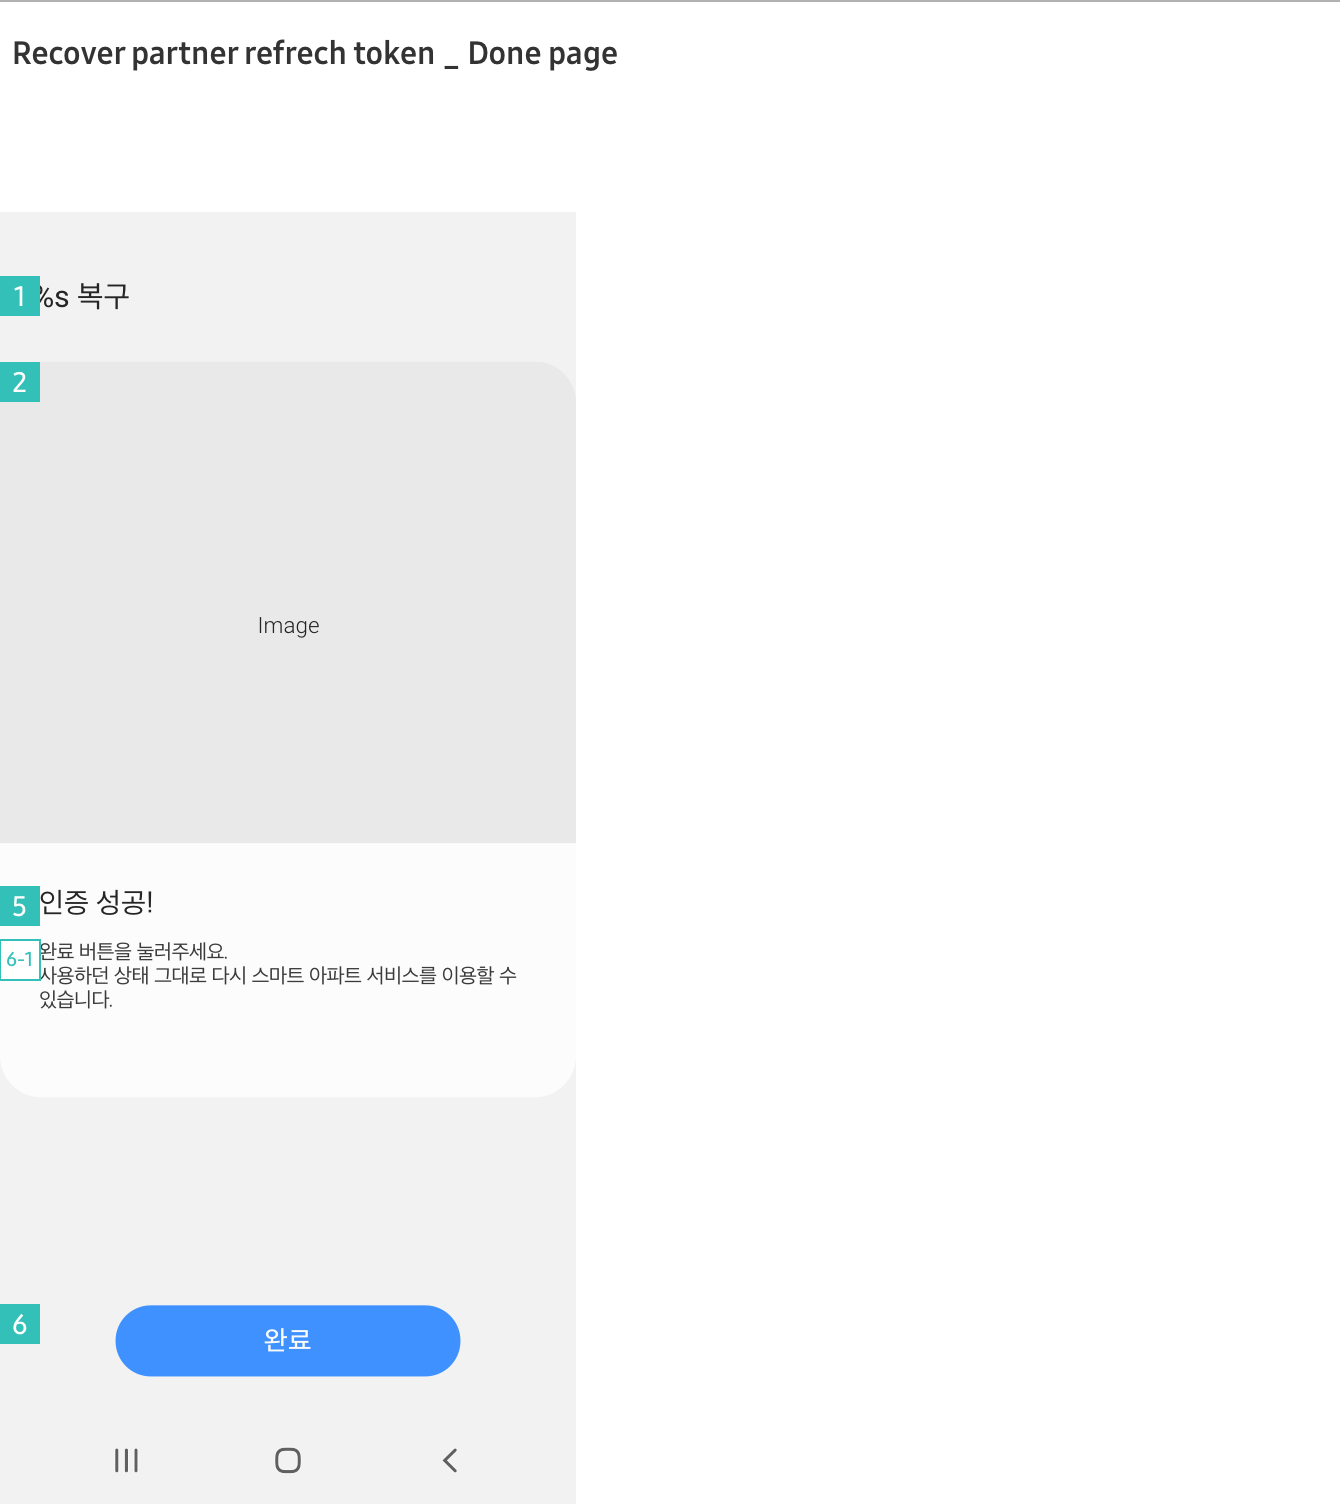 Recover partner refrech token _ Done page
1 %s 복구
2
Image
5 인증 성공!
6-1 완료 버튼을 눌러주세요.
사용하던 상태 그대로 다시 스마트 아파트 서비스를 이용할 수
있습니다.
6 완료